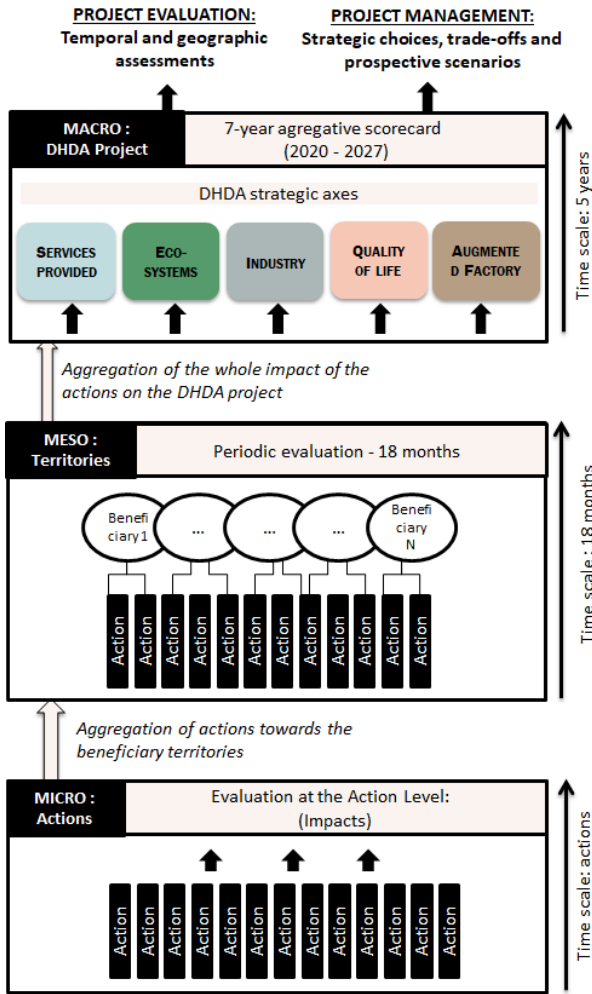 PROJECT EVALUATION:
Temporal and geographic
assessments
PROJECT MANAGEMENT:
Strategic choices, trade-offs and
prospective scenarios
MACRO :
DHDA Project
7-year agregative scorecard
(2020 - 2027)
DHDA strategic axes
SERVICES
PROVIDED
ECO-
SYSTEMS
INDUSTRY
QUALITY
OF LIFE
AUGMENTE
D FACTORY
Time scale: 5 years
Aggregation of the whole impact of the
actions on the DHDA project
MESO :
Territories
Periodic evaluation - 18 months
Benefi
ciary 1
...
...
...
Benefi
ciary
N
Action
Action
Action
Action
Action
Action
Action
Action
Action
Action
Action
Action
Time scale : 18 months
Aggregation of actions towards the
beneficiary territories
MICRO :
Actions
Evaluation at the Action Level:
(Impacts)
Action
Action
Action
Action
Action
Action
Action
Action
Action
Action
Action
Action
Action
Time scale: actions